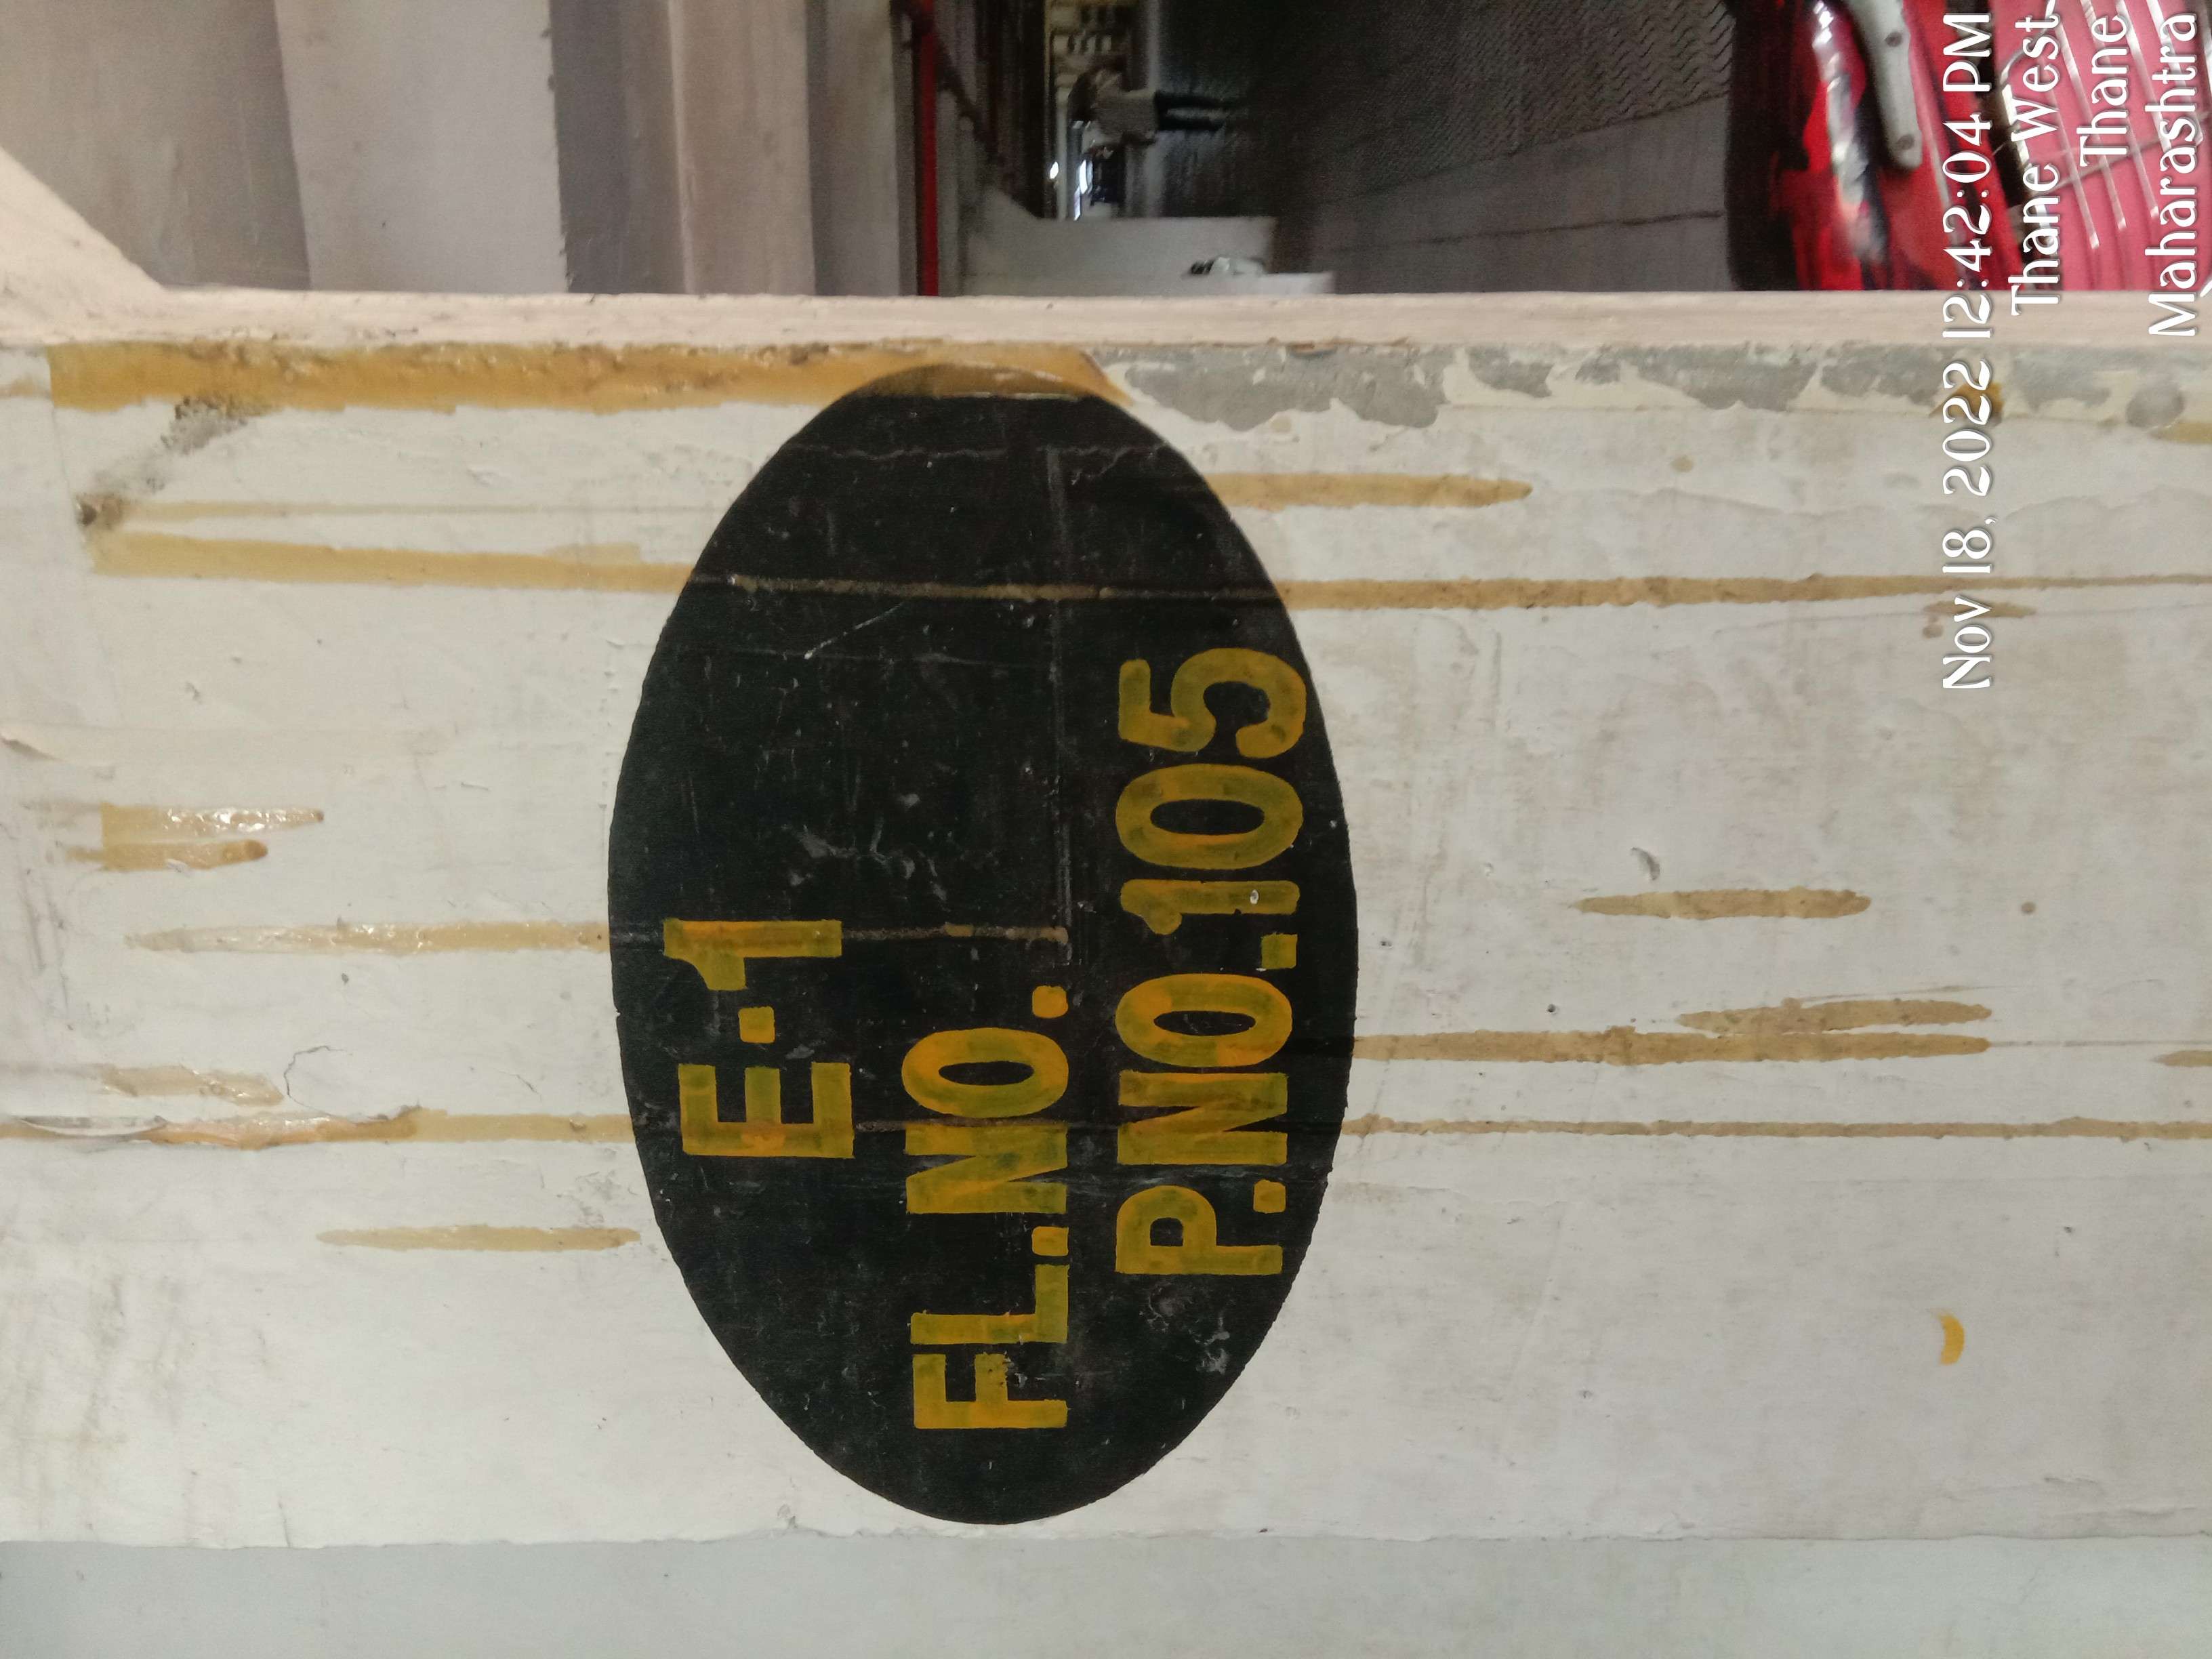 E-1
FL.NO.
P.NO.105
Nov 18, 2022 12:42:04 PM
Thane West
Thane
Maharashtra